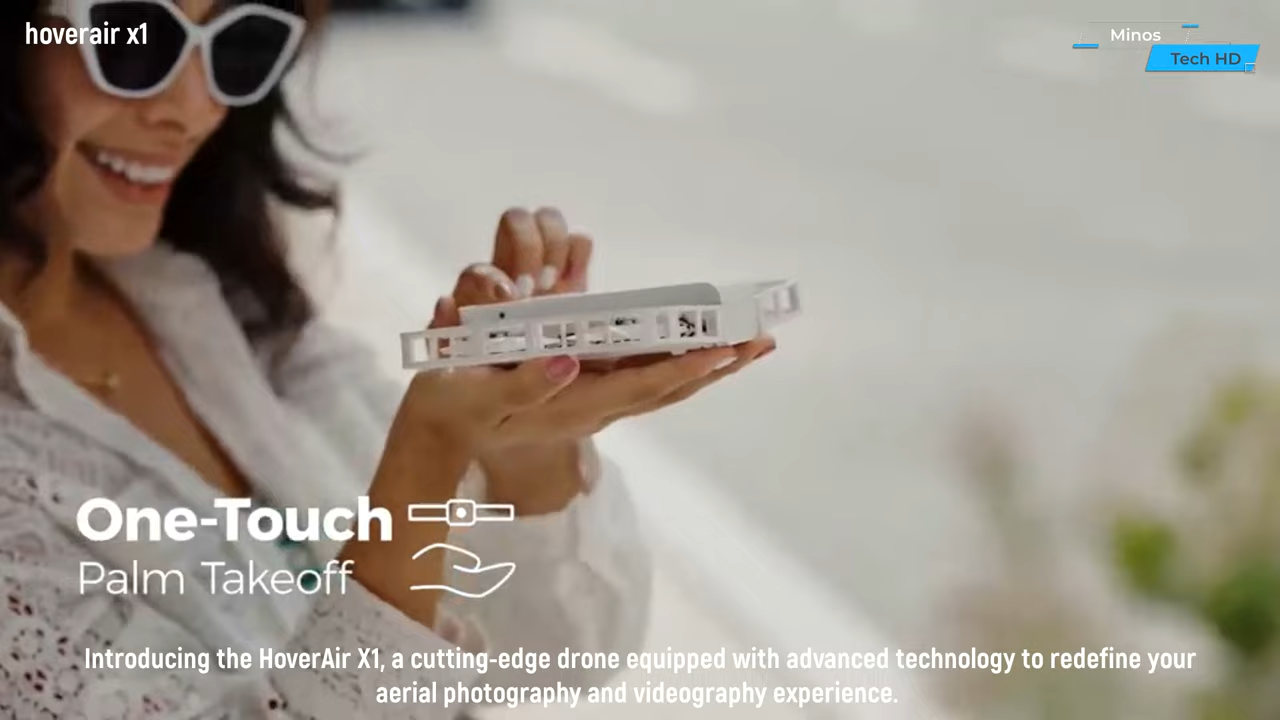 hoverair x1
Minos
Tech HD
One-Touch
Palm Takeoff
Introducing the HoverAir X1, a cutting-edge drone equipped with advanced technology to redefine your
aerial photography and videography experience.